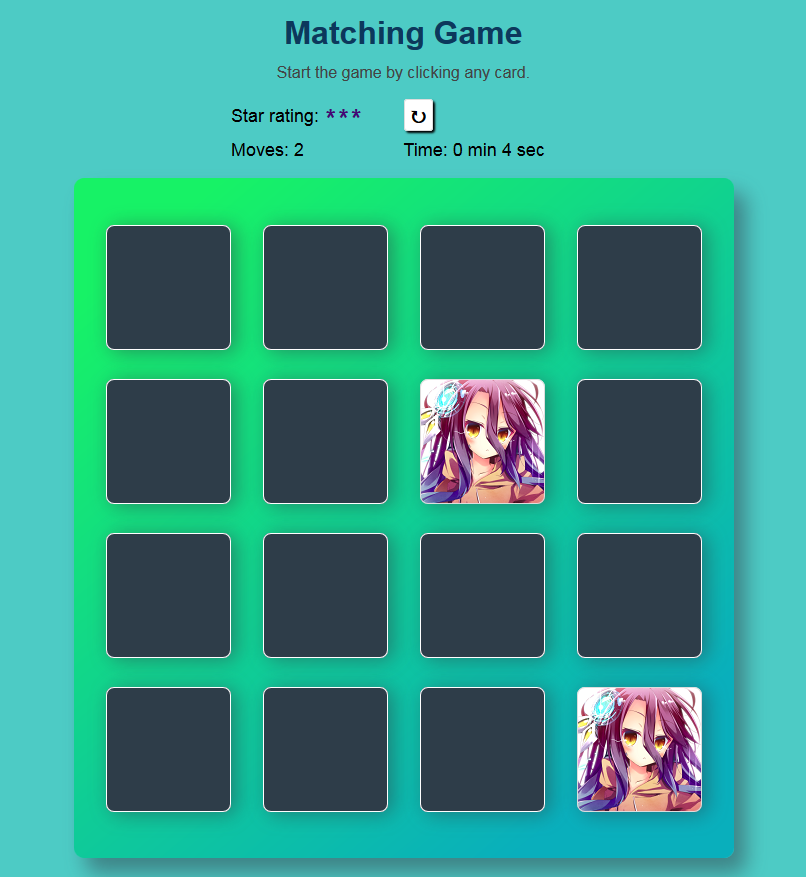 Matching Game
Start the game by clicking any card.
Star rating: ***
Moves: 2
Time: 0 min 4 sec